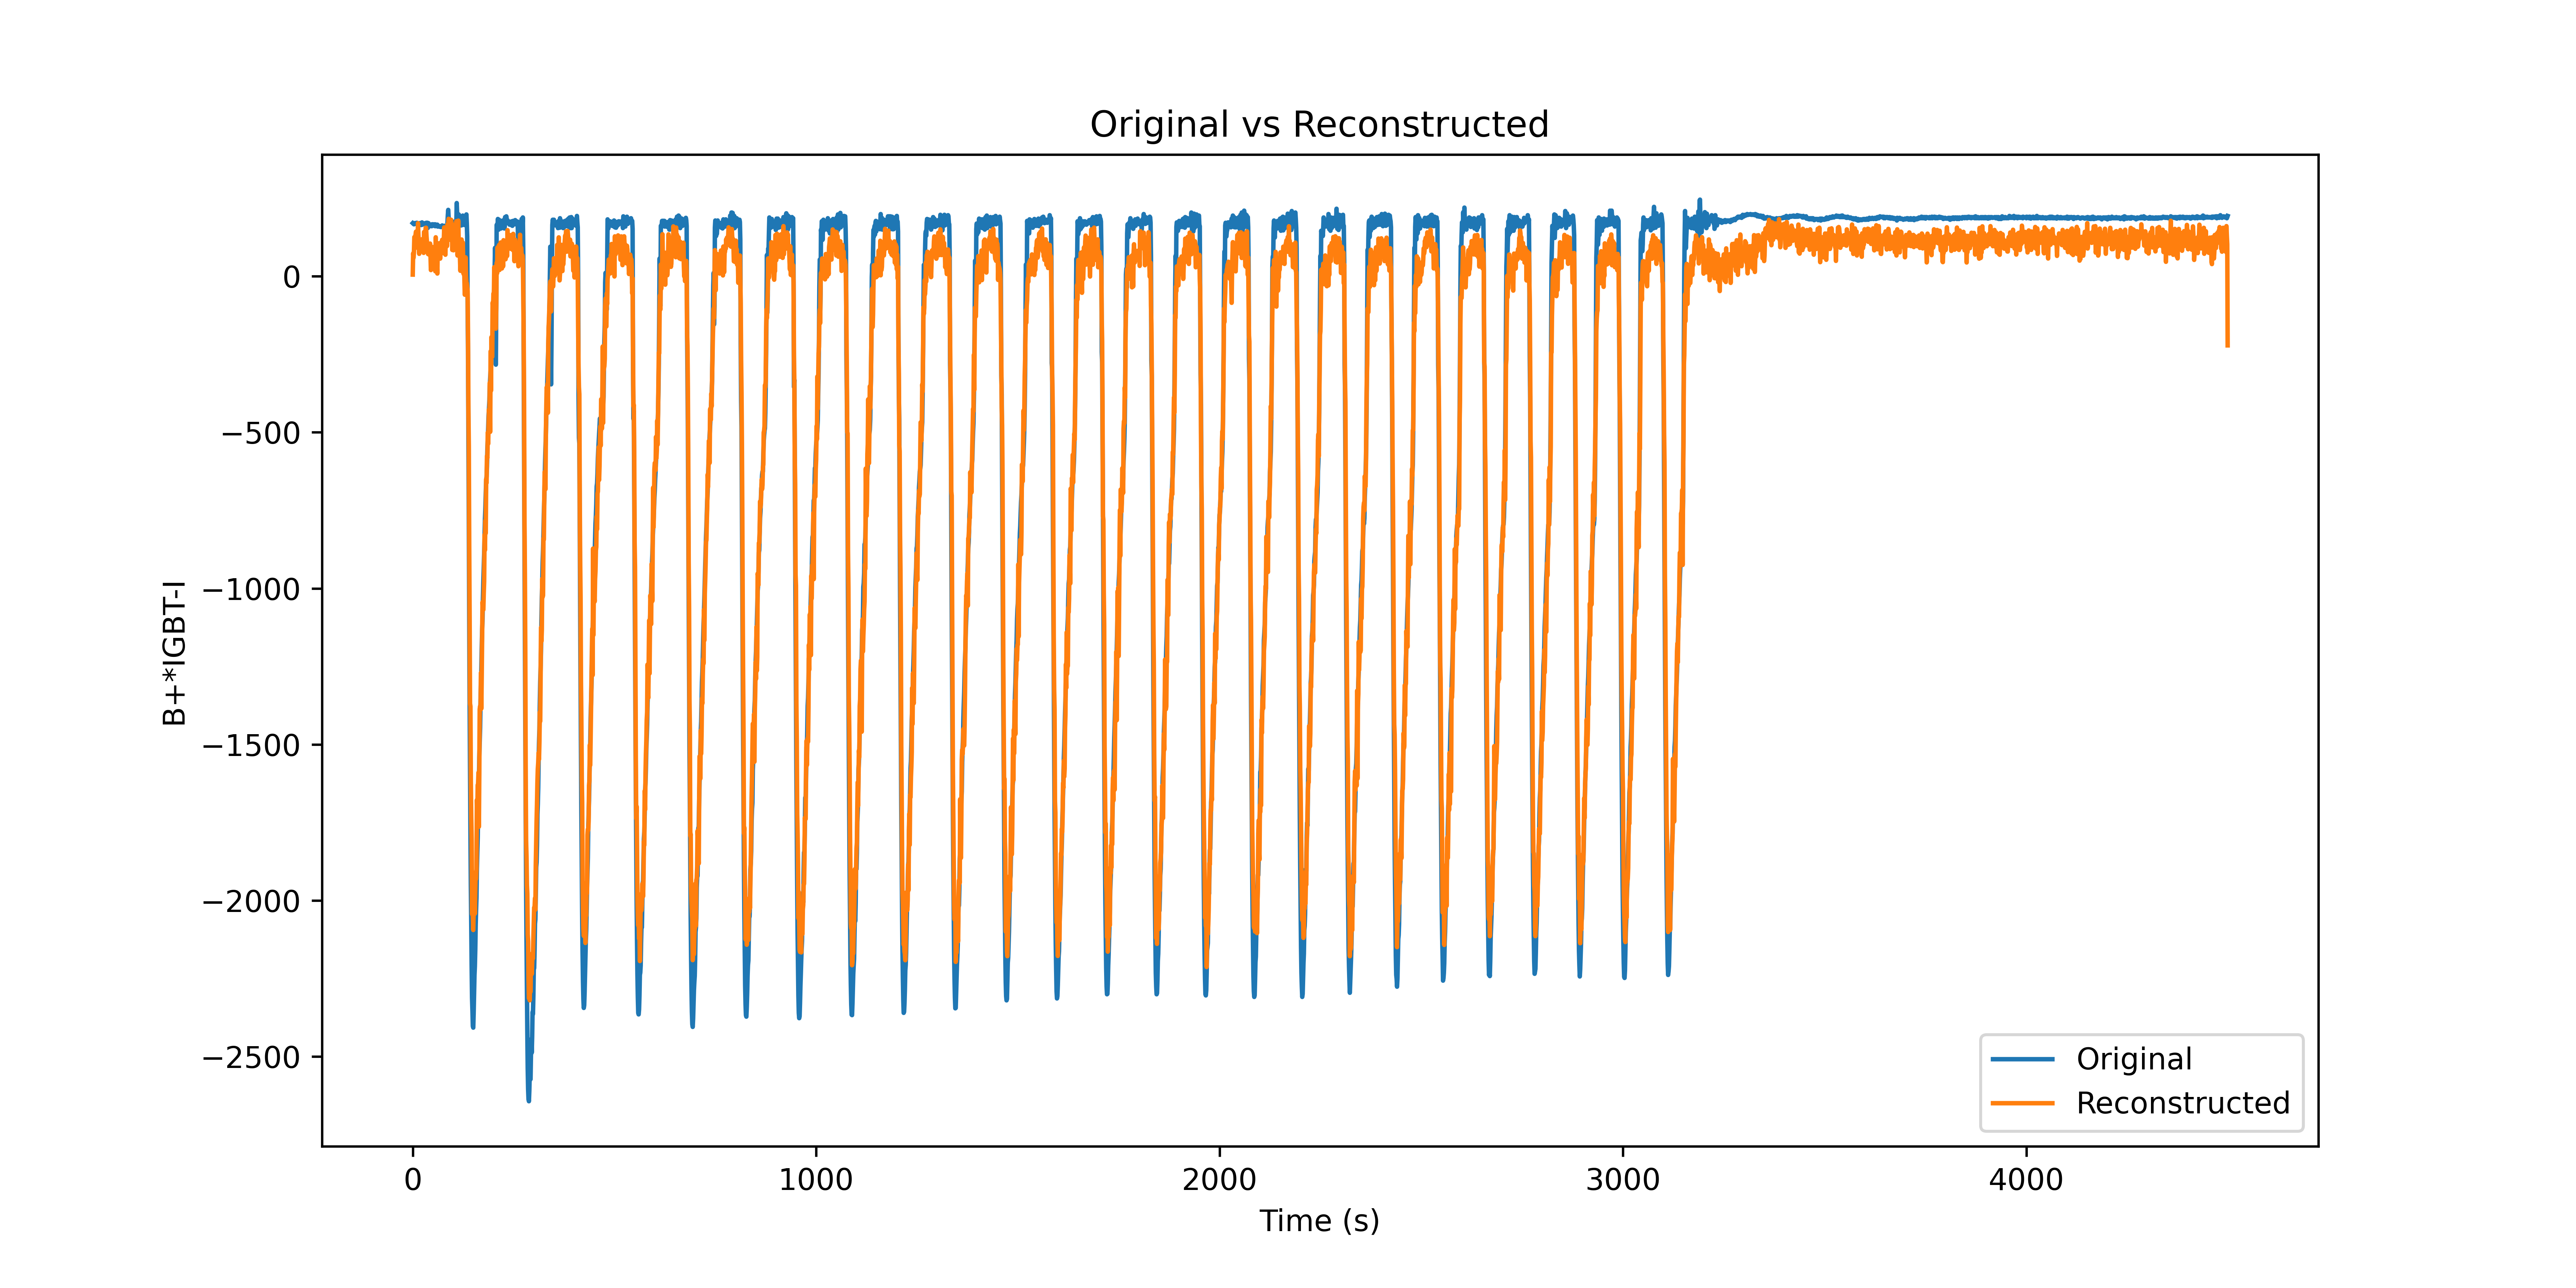 Original vs Reconstructed
B+*IGBT-I
0
−500
−1000
−1500
−2000
−2500
0 1000 2000 3000 4000
Time (s)
Original
Reconstructed